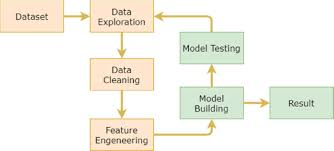 Dataset
Data
Exploration
Data
Cleaning
Feature
Engeneering
Model Testing
Model
Building
Result